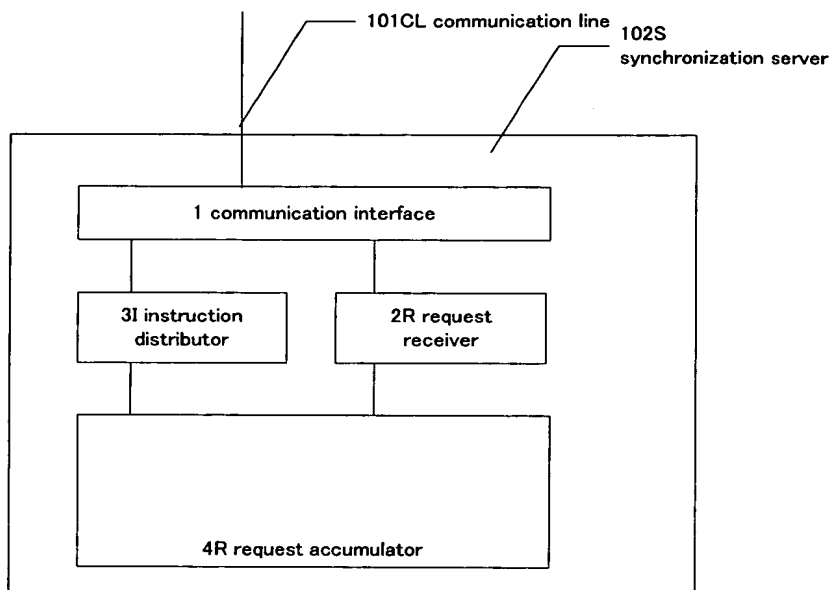 101CL communication line
102S
synchronization server
1 communication interface
3I instruction
distributor
2R request
receiver
4R request accumulator